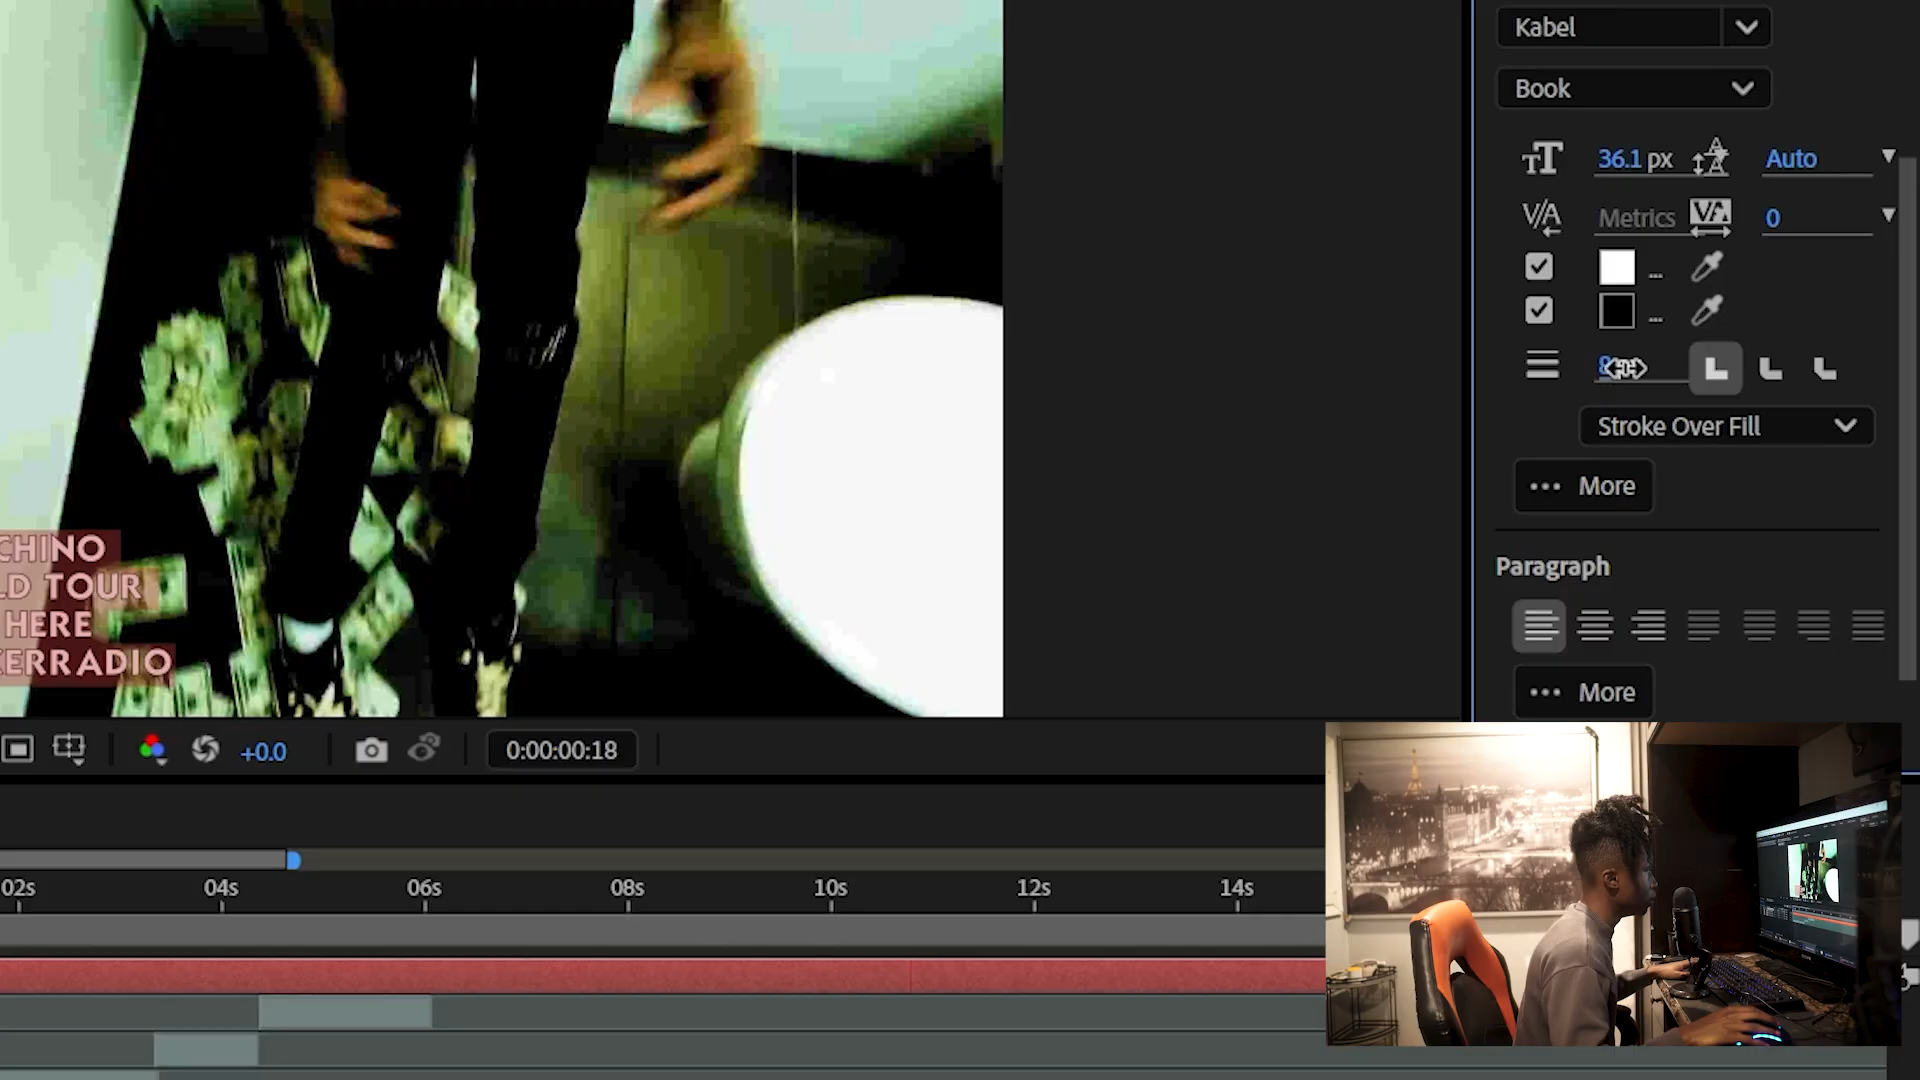 Kabel
Book
36.1 px
Auto
Metrics
0
...
...
Stroke Over Fill
... More
Paragraph
... More
CHINO
LD TOUR
HERE
KERRADIO
+0.0
0:00:00:18
02s
04s
06s
08s
10s
12s
14s